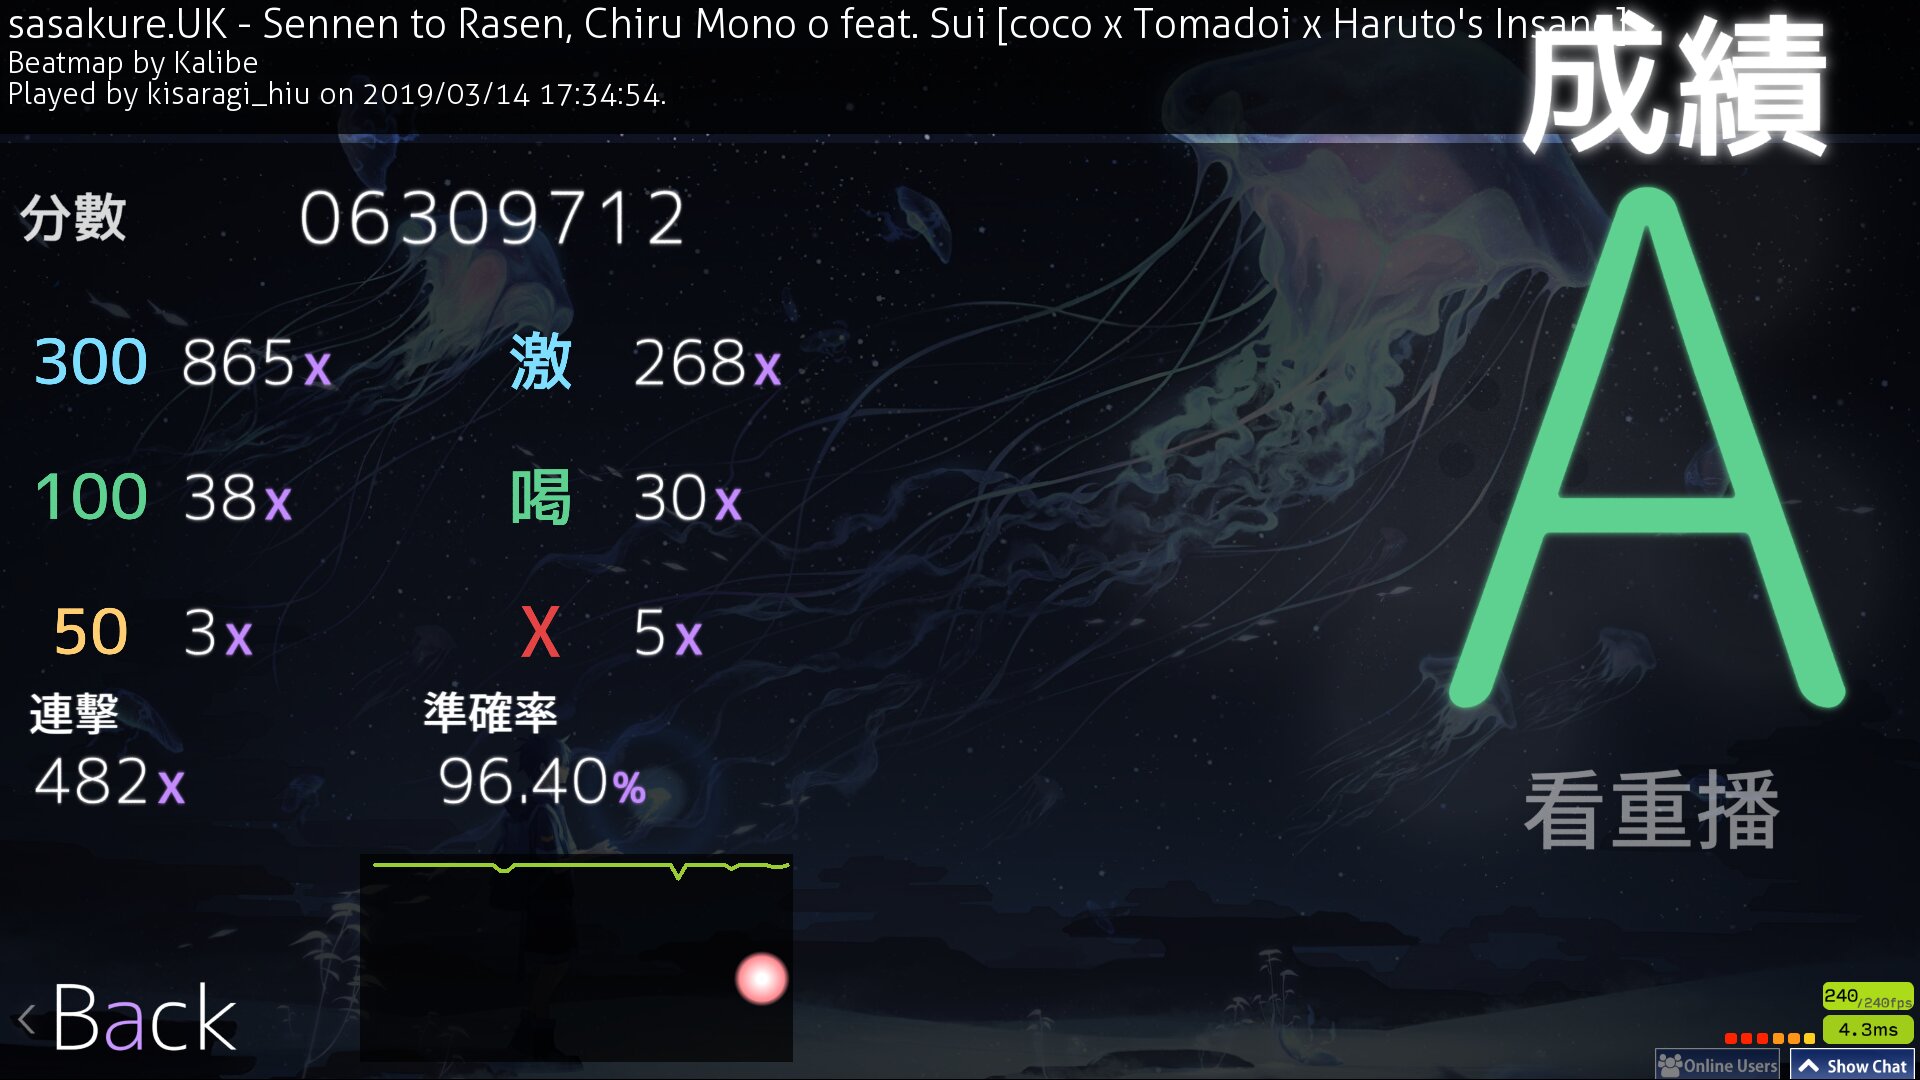 sasakure.UK - Sennen to Rasen, Chiru Mono o feat. Sui [coco x Tomadoi x Haruto's Insane]
Beatmap by Kalibe
Played by kisaragi_hiu on 2019/03/14 17:34:54.
成績
分數 06309712
300 865x 激 268x
100 38x 喝 30x
50 3x X 5x
連擊 準確率
482x 96.40%
A
看重播
Back
240/240fps
4.3ms
Online Users
Show Chat